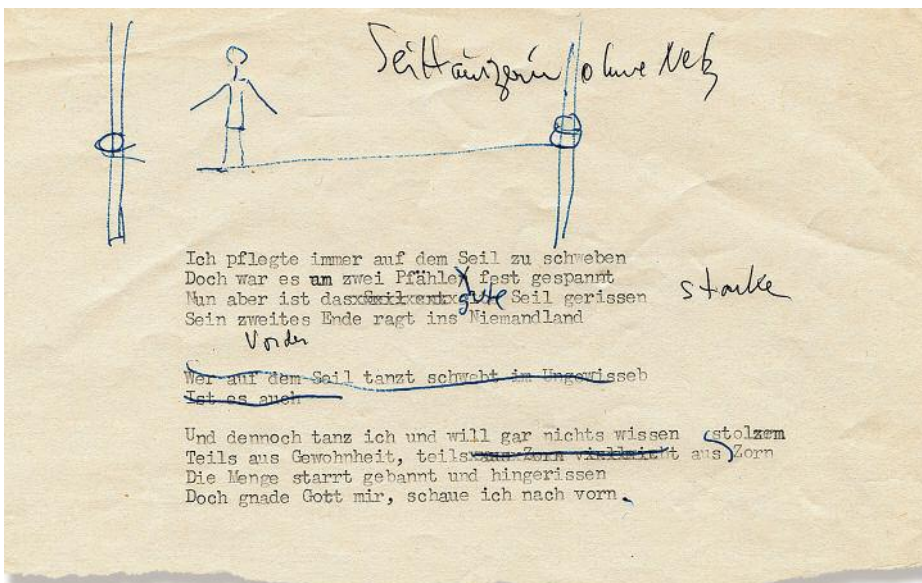 Seiltänzerin ohne Netz
Ich pflegte immer auf dem Seil zu schweben
Doch war es um zwei Pfähle fest gespannt
Nun aber ist das gute Seil gerissen starke
Sein zweites Ende ragt ins Niemandland
Vorder
Wer auf dem Seil tanzt schwebt im Ungewisseb
Ist es auch
Und dennoch tanz ich und will gar nichts wissen stolzem
Teils aus Gewohnheit, teils aus Zorn vielleicht aus Zorn
Die Menge starrt gebannt und hingerissen
Doch gnade Gott mir, schaue ich nach vorn.